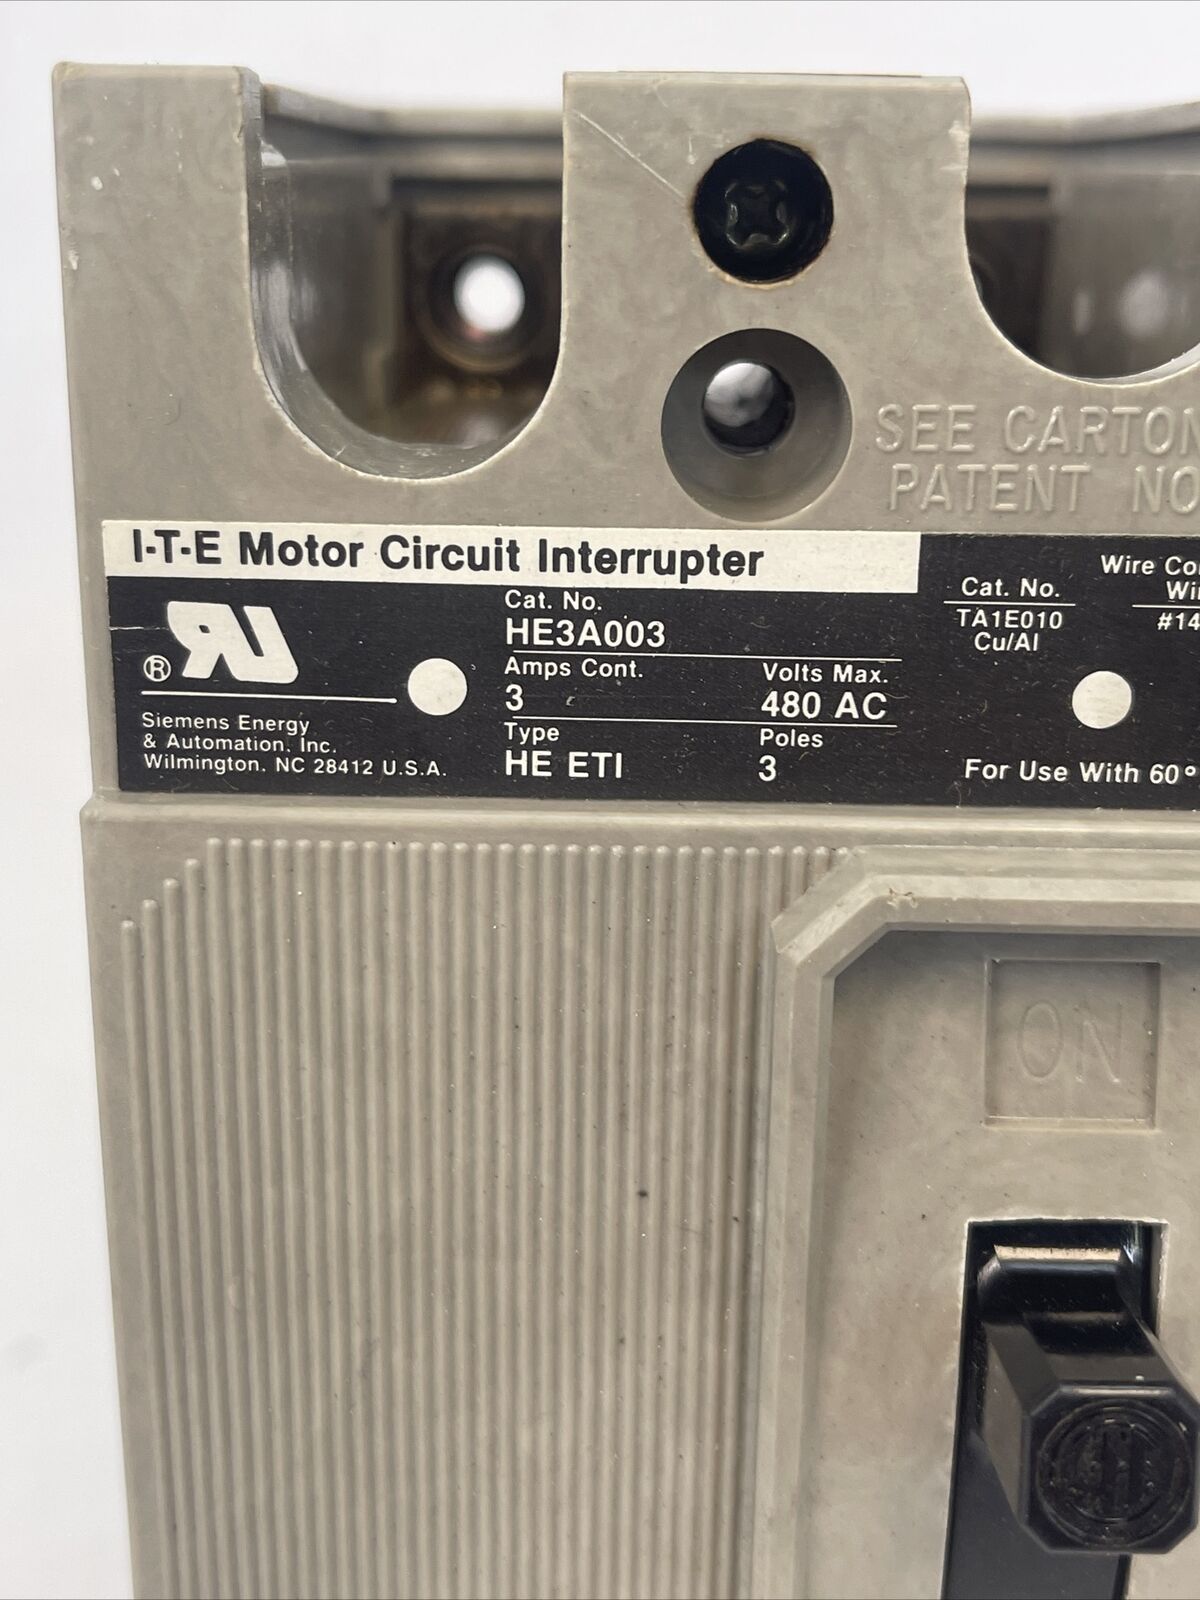 SEE CARTON
PATENT NO
I-T-E Motor Circuit Interrupter
®
Siemens Energy
& Automation, Inc.
Wilmington, NC 28412 U.S.A.
Cat. No.
HE3A003
Amps Cont.
3
Volts Max.
480 AC
Type
HE ETI
Poles
3
Cat. No.
TA1E010
Cu/Al
Wire
#14
For Use With 60°
ON